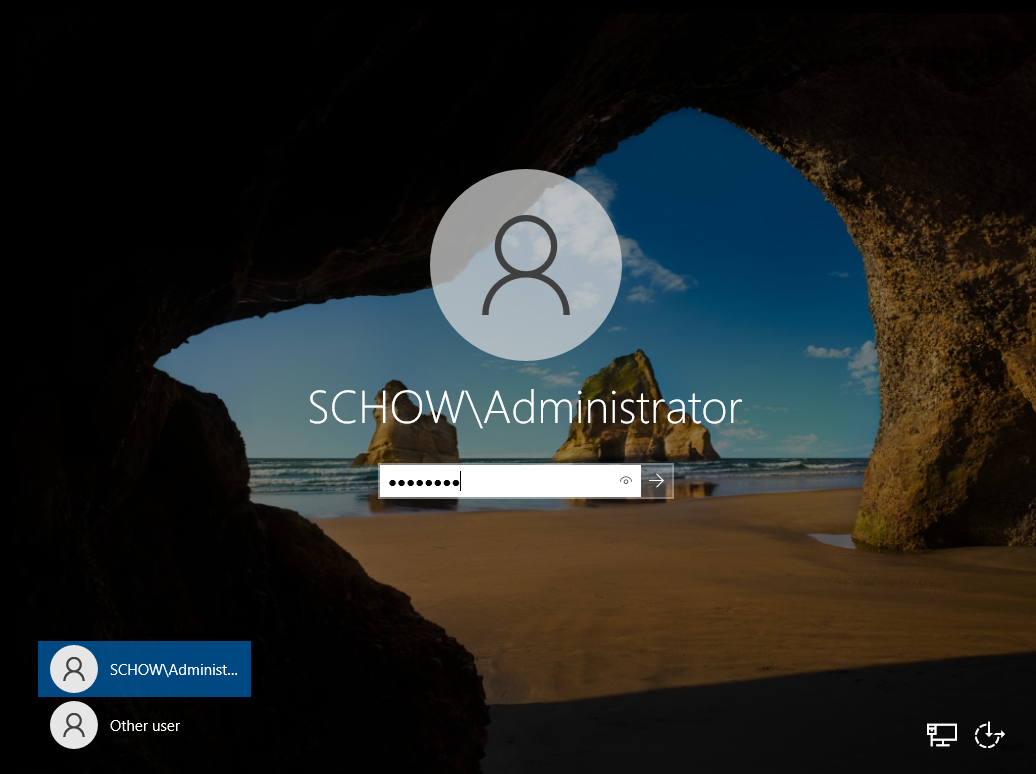 SCHOW\Administrator
••••••••
SCHOW\Administ...
Other user